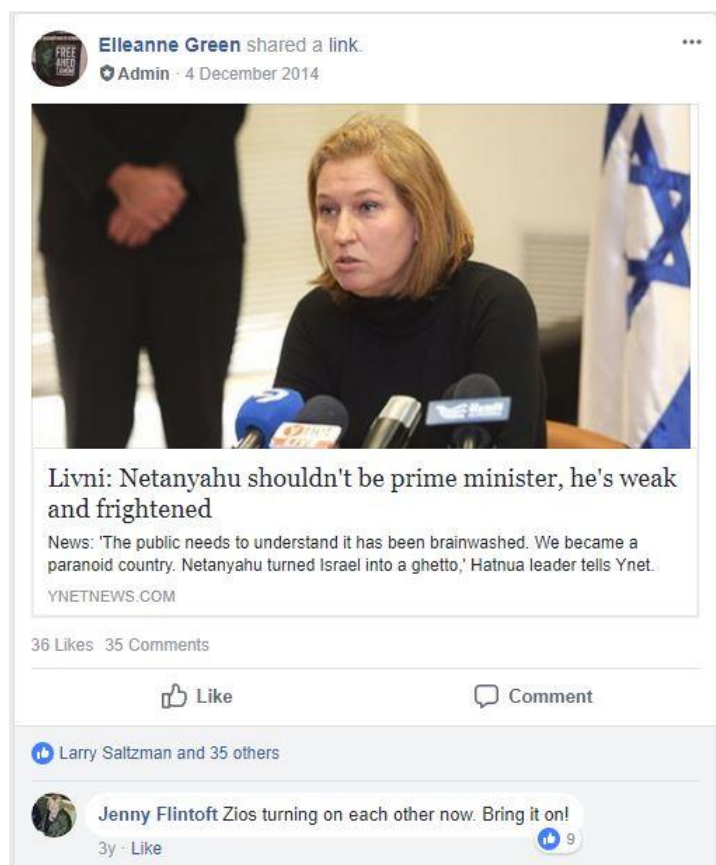 Elleanne Green shared a link.
Admin · 4 December 2014
FREE
AHED
Livni: Netanyahu shouldn't be prime minister, he's weak
and frightened
News: 'The public needs to understand it has been brainwashed. We became a
paranoid country. Netanyahu turned Israel into a ghetto,' Hatnua leader tells Ynet.
YNETNEWS.COM
36 Likes 35 Comments
Like Comment
Larry Saltzman and 35 others
Jenny Flintoft Zios turning on each other now. Bring it on!
9
3y · Like